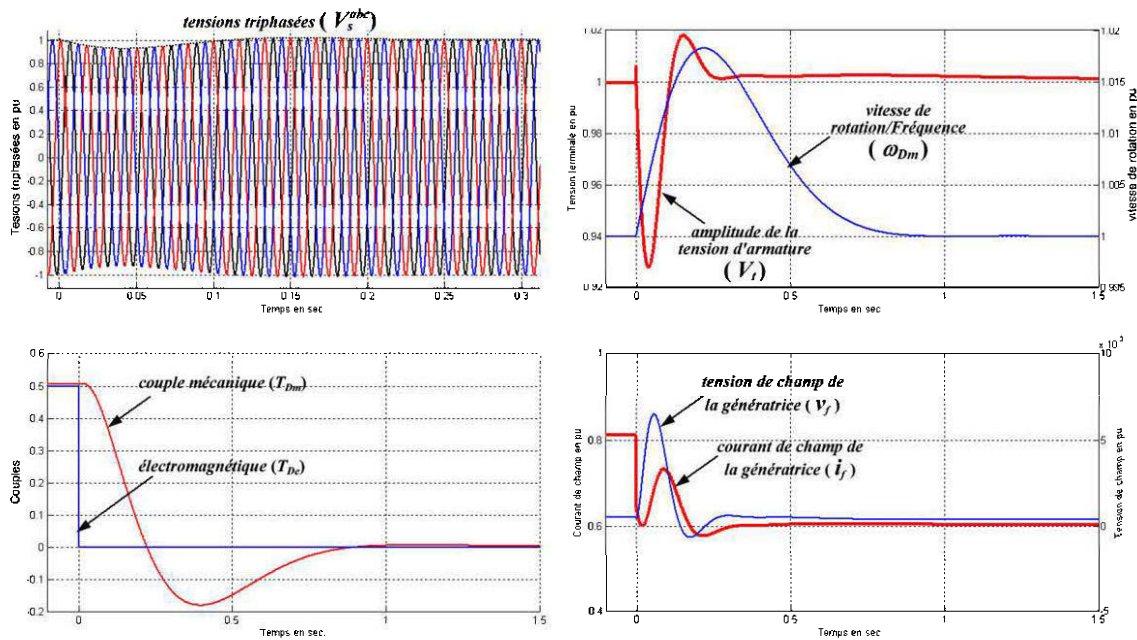 tensions triphasées ( V_s^abc )
Tesions triphasées en pu
1
0.8
0.6
0.4
0.2
0
-0.2
-0.4
-0.6
-0.8
-1
0
0.05
0.1
0.15
0.2
0.25
0.3
Temps en sec
1.02
1
0.98
0.96
0.94
0.92
Tension terminale en pu
vitesse de
rotation/Fréquence
( ω_Dm )
amplitude de la
tension d'armature
( V_t )
1.02
1.015
1.01
1.005
1
0.995
vitesse de rotation en pu
0
0.5
1
1.5
Temps en sec.
0.6
0.5
0.4
0.3
0.2
0.1
0
-0.1
-0.2
Couples
couple mécanique (T_Dm)
électromagnétique (T_De)
0
0.5
1
1.5
Temps en sec.
1
0.8
0.6
0.4
Courant de champ en pu
tension de champ de
la génératrice ( v_f )
courant de champ de
la génératrice ( i_f )
x 10^3
10
5
0
-5
Tension de champ en pu
0
0.5
1
1.5
Temps en sec